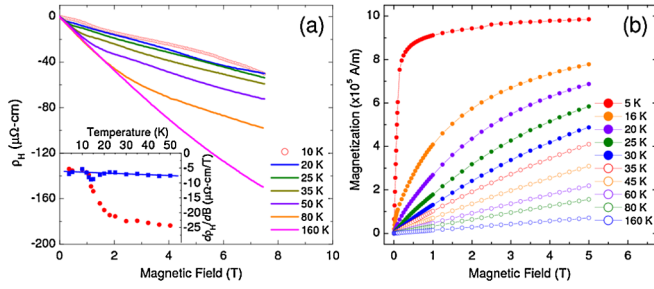 (a)
0
-40
-80
-120
-160
-200
ρH (μΩ-cm)
0 2 4 6 8 10
Magnetic Field (T)
Temperature (K)
10 20 30 40 50
0
-5
-10
-15
-20
-25
dρH/dB (μΩ-cm/T)
10 K
20 K
25 K
35 K
50 K
80 K
160 K
(b)
10
8
6
4
2
0
Magnetization (x10⁵ A/m)
0 1 2 3 4 5 6 7 8
Magnetic Field (T)
5 K
16 K
20 K
25 K
30 K
35 K
45 K
60 K
80 K
160 K